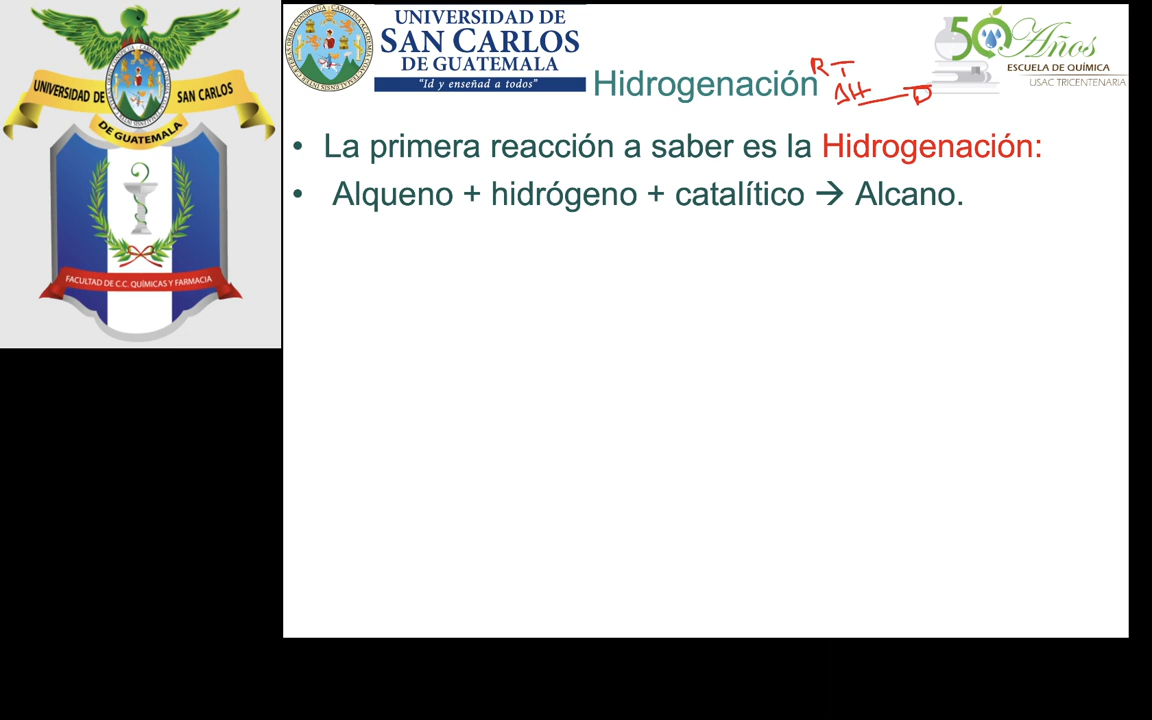 UNIVERSIDAD DE SAN CARLOS
DE GUATEMALA
FACULTAD DE C.C. QUÍMICAS Y FARMACIA
UNIVERSIDAD DE
SAN CARLOS
DE GUATEMALA
"Id y enseñad a todos"
50 Años
ESCUELA DE QUÍMICA
USAC TRICENTENARIA
Hidrogenación
R T
ΔH
• La primera reacción a saber es la Hidrogenación:
• Alqueno + hidrógeno + catalítico → Alcano.